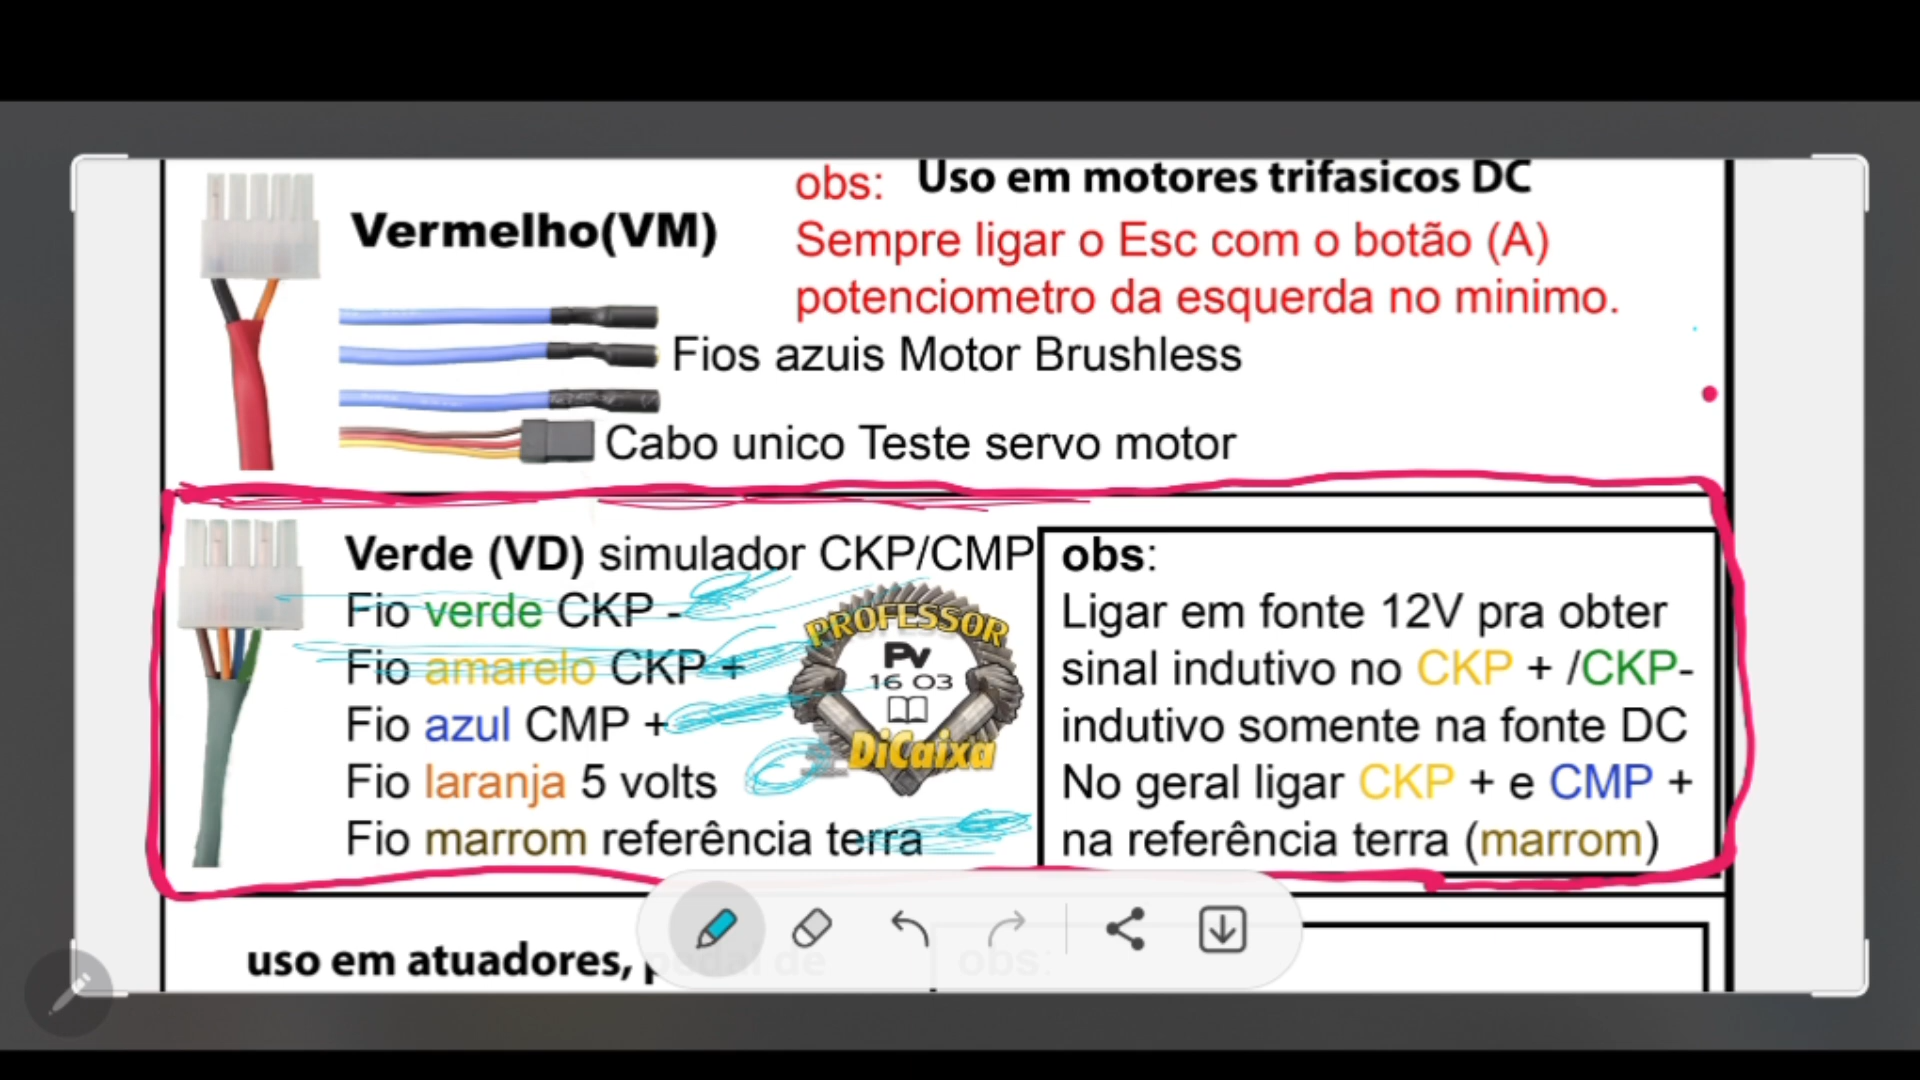 obs: Uso em motores trifasicos DC
Vermelho(VM)
Sempre ligar o Esc com o botão (A)
potenciometro da esquerda no minimo.
Fios azuis Motor Brushless
Cabo unico Teste servo motor
Verde (VD) simulador CKP/CMP
Fio verde CKP -
Fio amarelo CKP +
Fio azul CMP +
Fio laranja 5 volts
Fio marrom referência terra
PROFESSOR
Pv
16 03
DiCaixa
obs:
Ligar em fonte 12V pra obter
sinal indutivo no CKP + /CKP-
indutivo somente na fonte DC
No geral ligar CKP + e CMP +
na referência terra (marrom)
uso em atuadores, pedal de
obs: